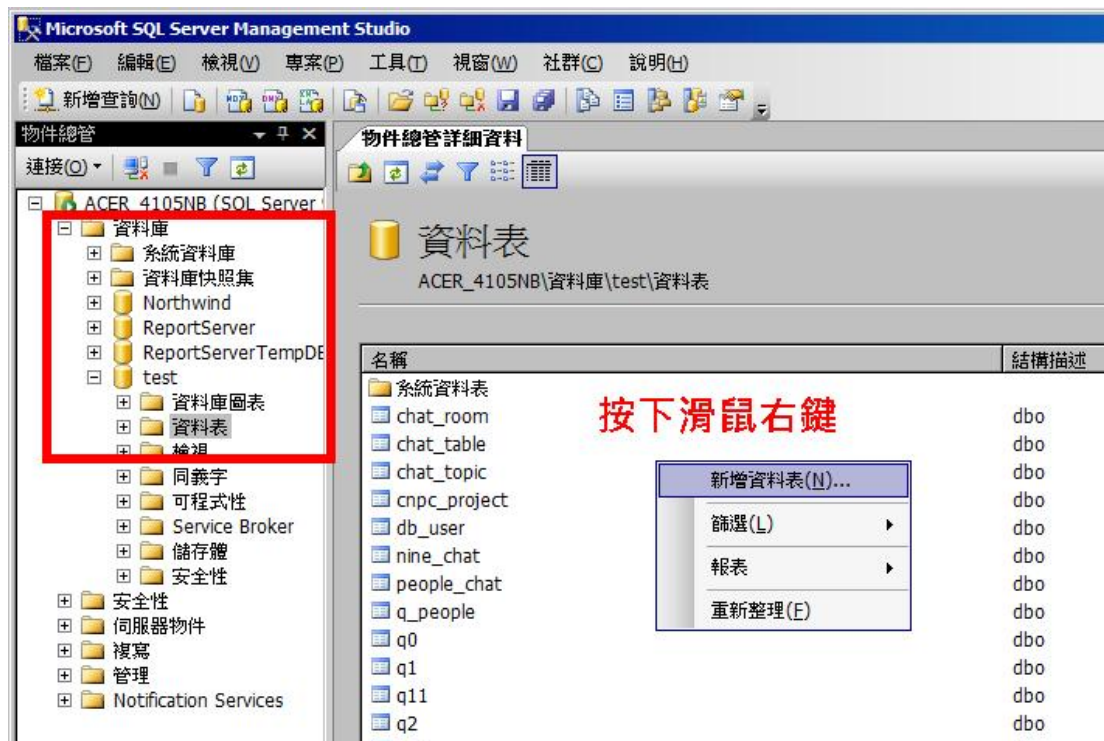 Microsoft SQL Server Management Studio
檔案(F) 編輯(E) 檢視(V) 專案(P) 工具(T) 視窗(W) 社群(C) 說明(H)
新增查詢(N)
物件總管
連接(O)
ACER_4105NB (SQL Server
資料庫
系統資料庫
資料庫快照集
Northwind
ReportServer
ReportServerTempDE
test
資料庫圖表
資料表
檢視
同義字
可程式性
Service Broker
儲存體
安全性
安全性
伺服器物件
複寫
管理
Notification Services
物件總管詳細資料
資料表
ACER_4105NB\資料庫\test\資料表
名稱 結構描述
系統資料表
chat_room dbo
chat_table dbo
chat_topic dbo
cnpc_project dbo
db_user dbo
nine_chat dbo
people_chat dbo
q_people dbo
q0 dbo
q1 dbo
q11 dbo
q2 dbo
按下滑鼠右鍵
新增資料表(N)...
篩選(L)
報表
重新整理(F)